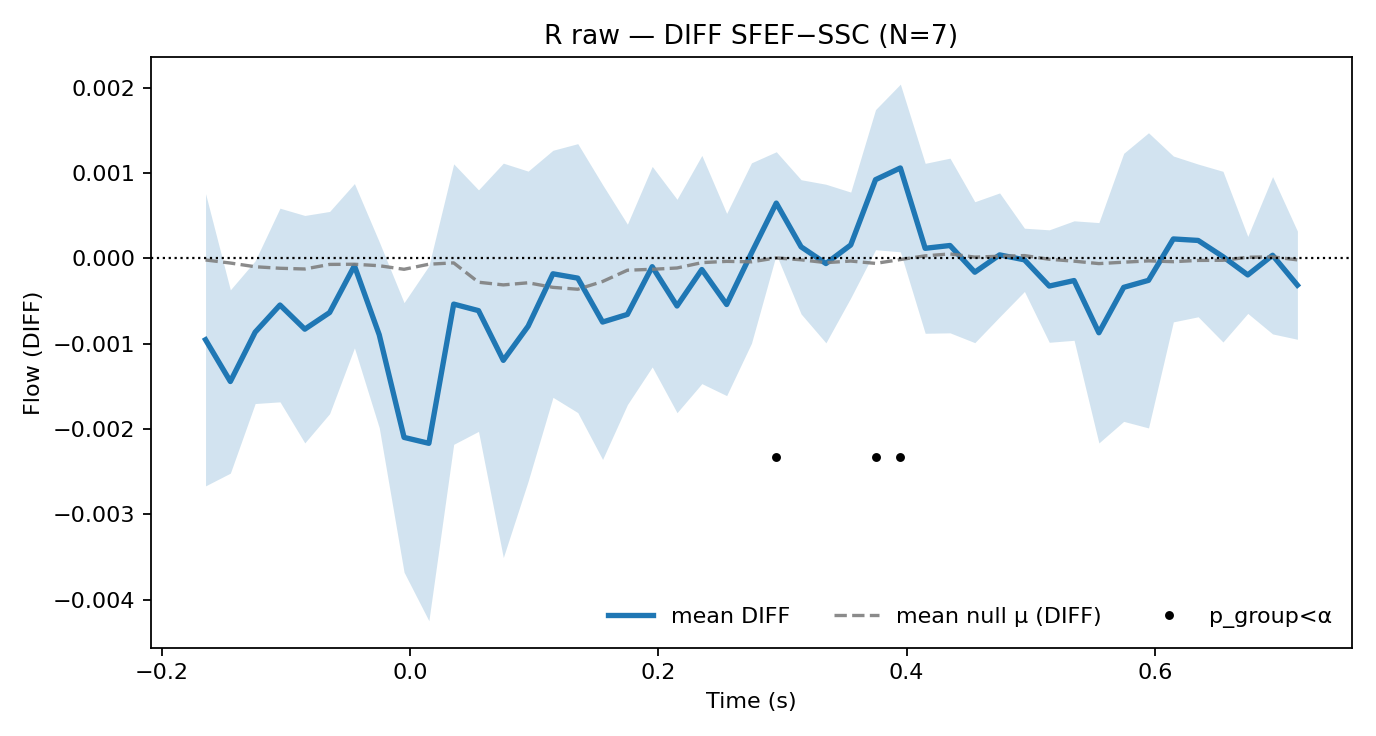 R raw — DIFF SFEF−SSC (N=7)
Flow (DIFF)
0.002
0.001
0.000
−0.001
−0.002
−0.003
−0.004
mean DIFF
mean null μ (DIFF)
p_group<α
−0.2
0.0
0.2
0.4
0.6
Time (s)